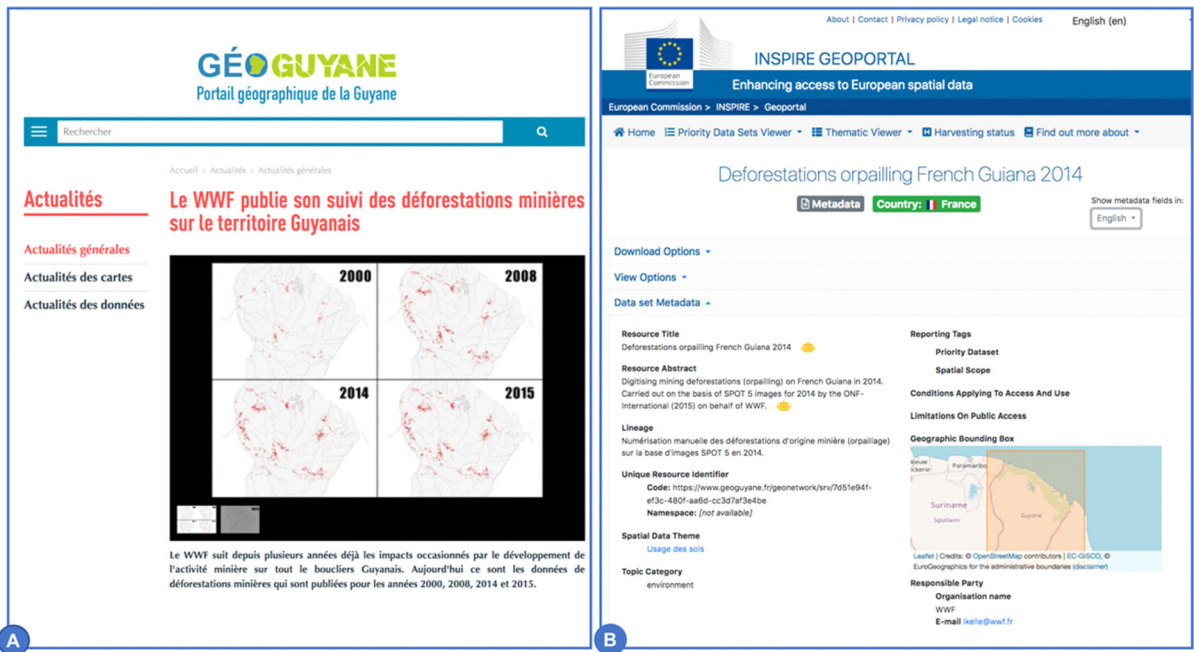 GÉOGUYANE
Portail géographique de la Guyane
Rechercher
Accueil > Actualités > Actualités générales
Actualités
Actualités générales
Actualités des cartes
Actualités des données
Le WWF publie son suivi des déforestations minières
sur le territoire Guyanais
2000
2008
2014
2015
Le WWF suit depuis plusieurs années déjà les impacts occasionnés par le développement de
l'activité minière sur tout le boucliers Guyanais. Aujourd'hui ce sont les données de
déforestations minières qui sont publiées pour les années 2000, 2008, 2014 et 2015.
A
About | Contact | Privacy policy | Legal notice | Cookies
English (en)
European
Commission
INSPIRE GEOPORTAL
Enhancing access to European spatial data
European Commission > INSPIRE > Geoportal
Home Priority Data Sets Viewer Thematic Viewer Harvesting status Find out more about
Deforestations orpailling French Guiana 2014
Metadata Country: France
Show metadata fields in:
English
Download Options
View Options
Data set Metadata
Resource Title
Deforestations orpailling French Guiana 2014
Resource Abstract
Digitising mining deforestations (orpailling) on French Guiana in 2014.
Carried out on the basis of SPOT 5 images for 2014 by the ONF-
International (2015) on behalf of WWF.
Lineage
Numérisation manuelle des déforestations d'origine minière (orpaillage)
sur la base d'images SPOT 5 en 2014.
Unique Resource Identifier
Code: https://www.geoguyane.fr/geonetwork/srv/7d51e94f-
ef3c-480f-aa6d-cc3d7af3e4be
Namespace: [not available]
Spatial Data Theme
Usage des sols
Topic Category
environment
Reporting Tags
Priority Dataset
Spatial Scope
Conditions Applying To Access And Use
Limitations On Public Access
Geographic Bounding Box
Paramaribo
Suriname
Sipaliwini
Guyane
Leaflet | Credits: © OpenStreetMap contributors | EC-GISCO, ©
EuroGeographics for the administrative boundaries (disclaimer)
Responsible Party
Organisation name
WWF
E-mail lkelle@wwf.fr
B